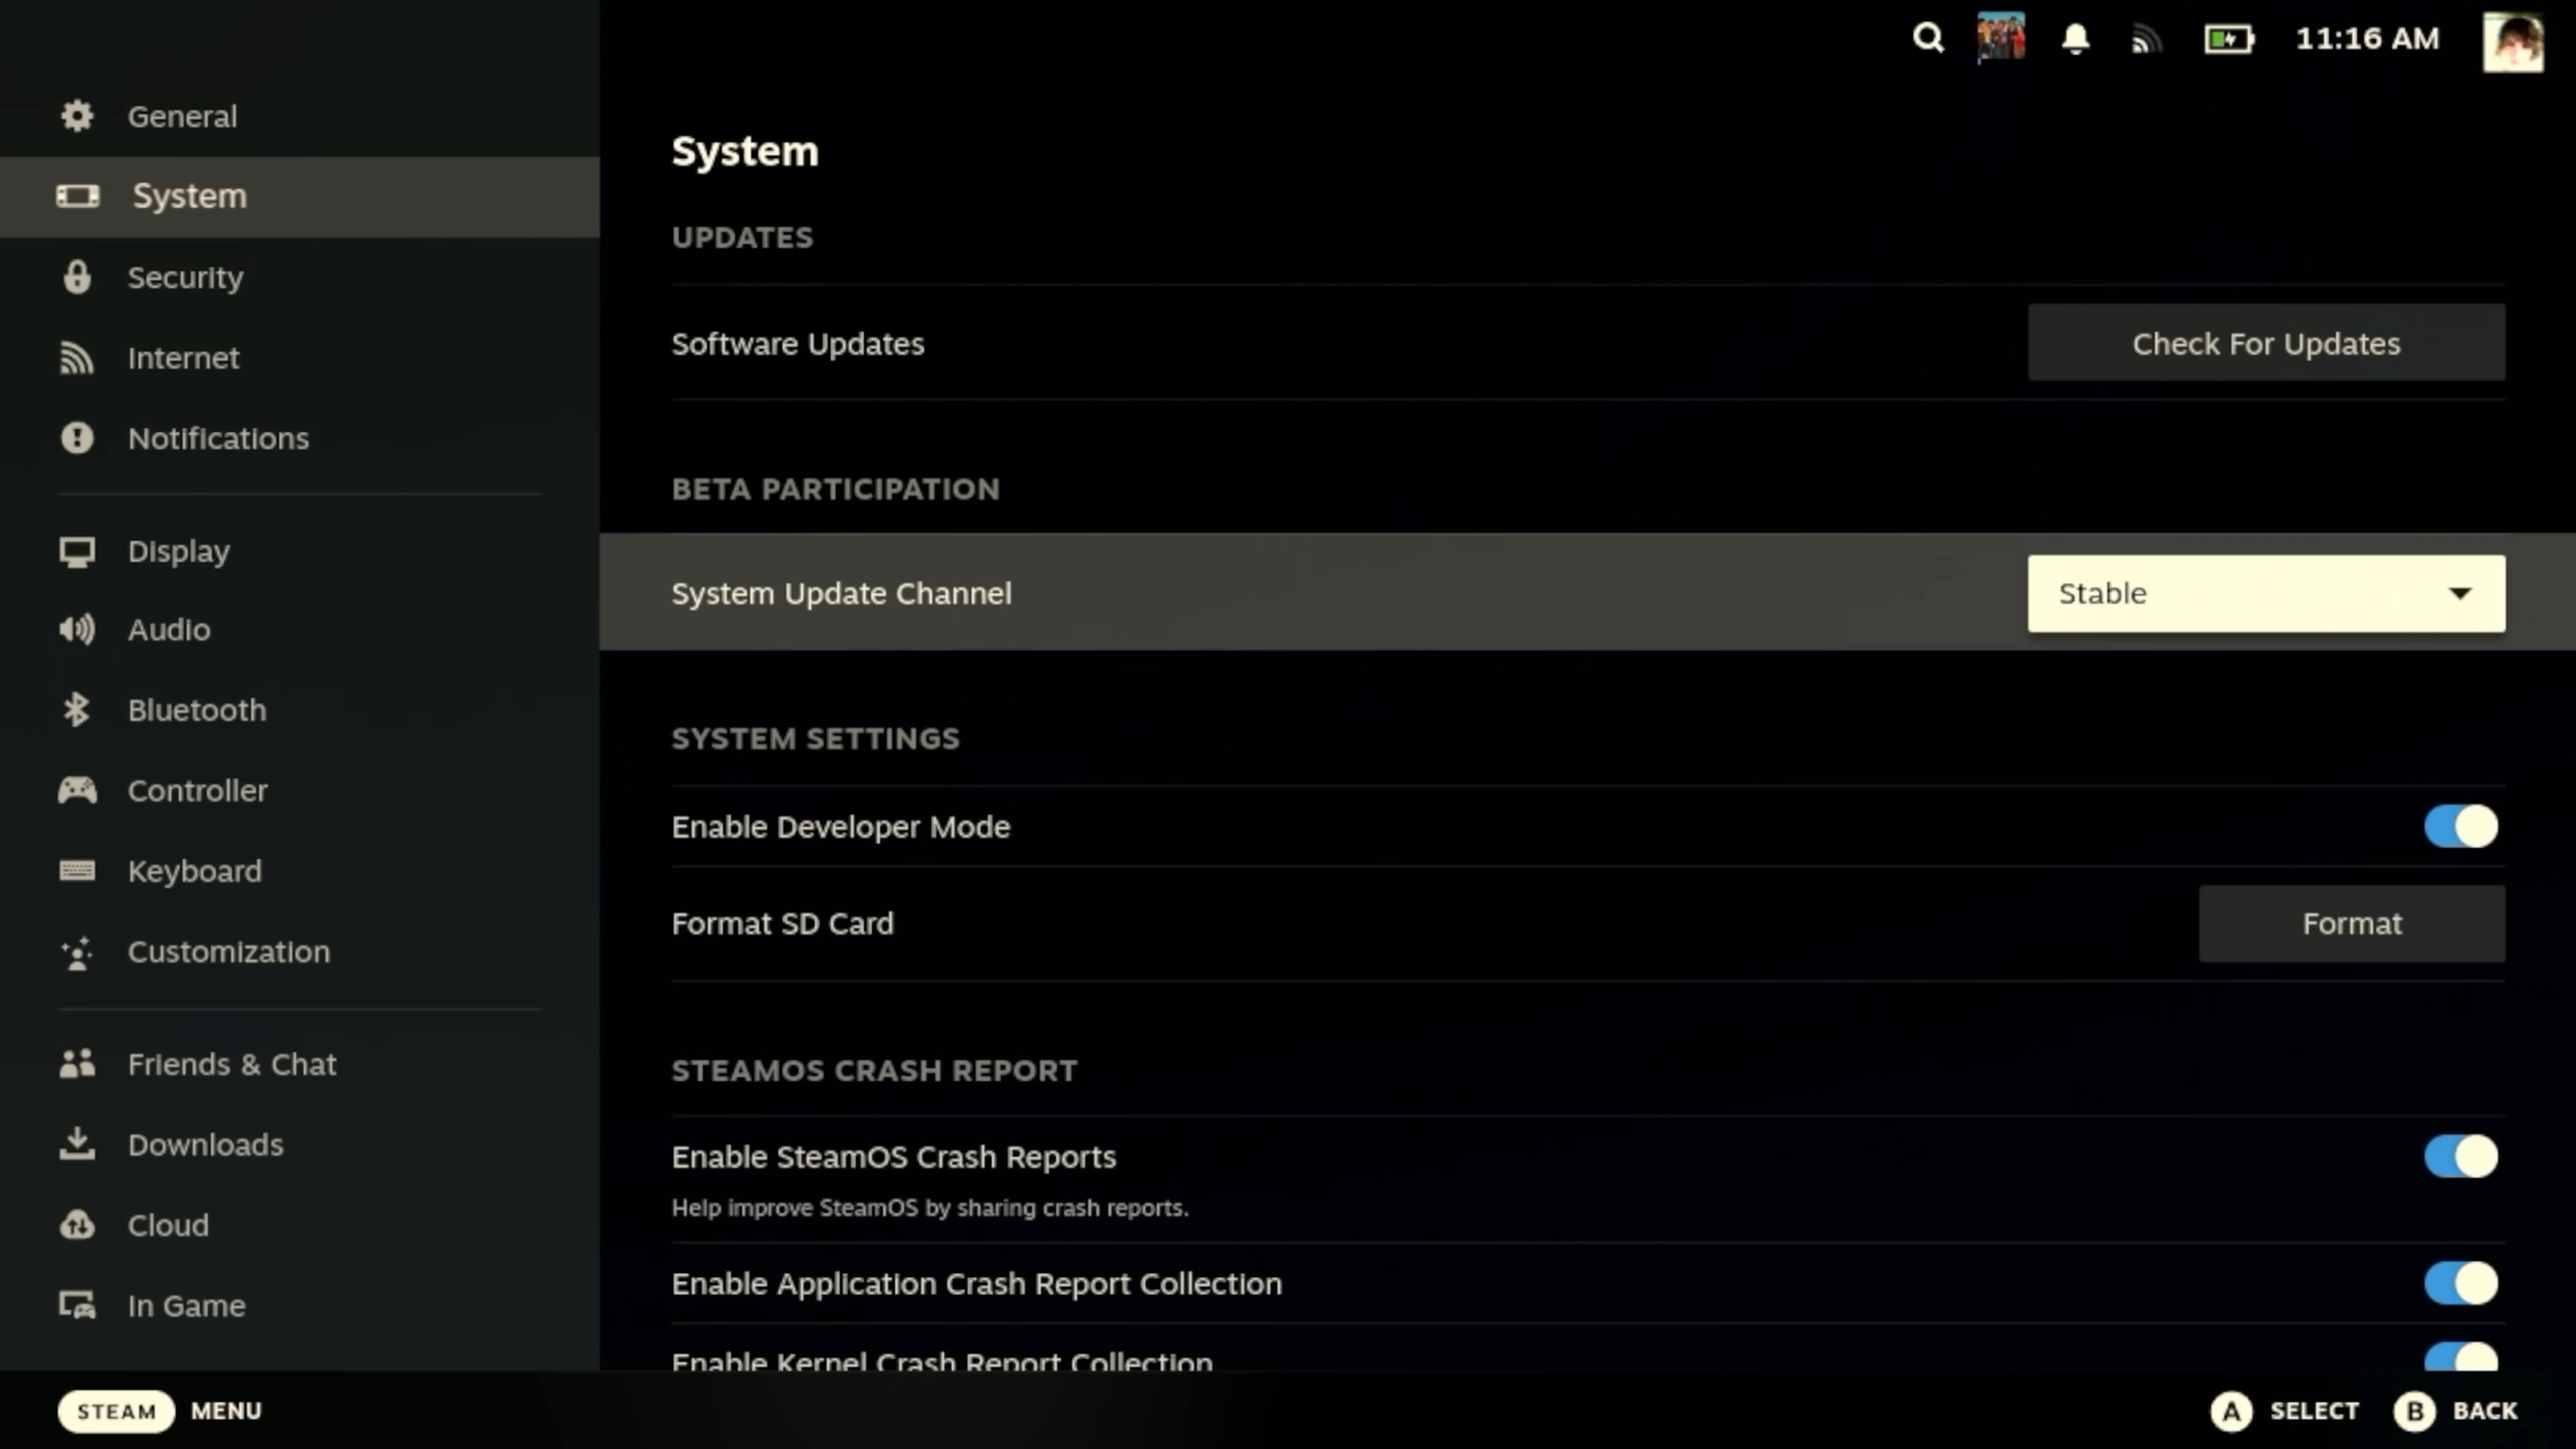 11:16 AM
General
System
Security
Internet
Notifications
Display
Audio
Bluetooth
Controller
Keyboard
Customization
Friends & Chat
Downloads
Cloud
In Game
System
UPDATES
Software Updates
Check For Updates
BETA PARTICIPATION
System Update Channel
Stable
SYSTEM SETTINGS
Enable Developer Mode
Format SD Card
Format
STEAMOS CRASH REPORT
Enable SteamOS Crash Reports
Help improve SteamOS by sharing crash reports.
Enable Application Crash Report Collection
Enable Kernel Crash Report Collection
STEAM MENU
A SELECT B BACK